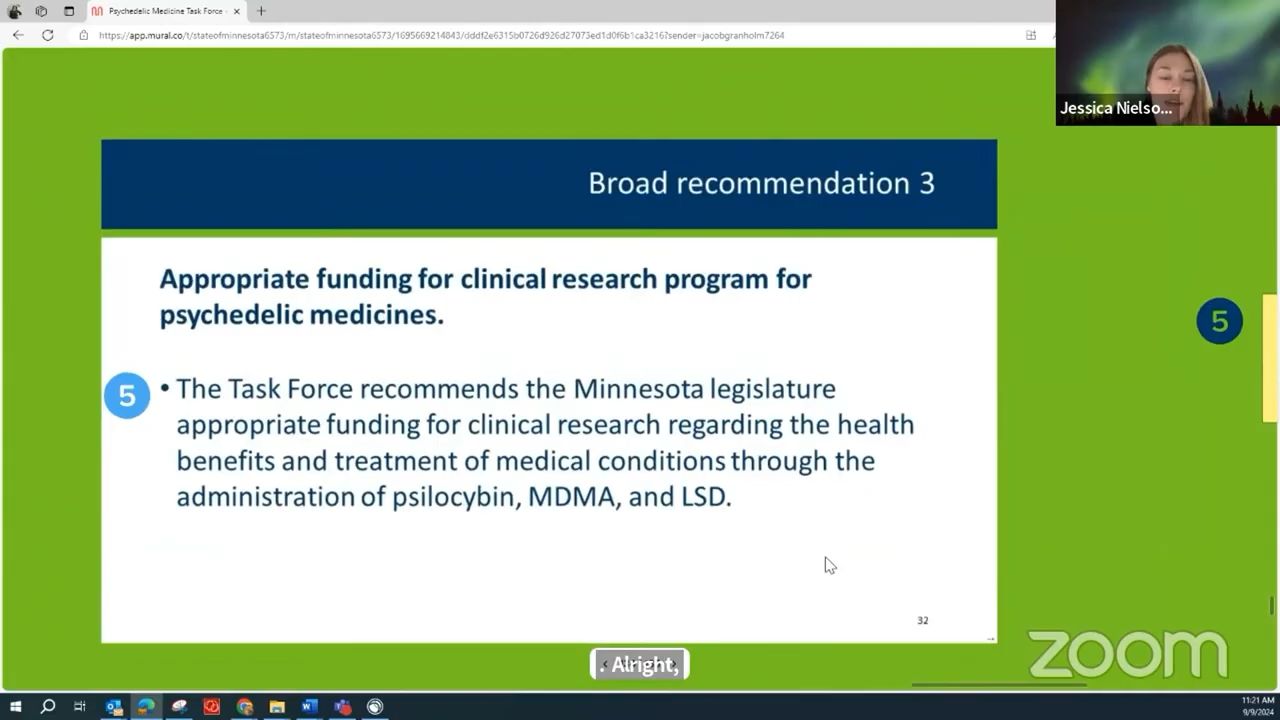 Psychedelic Medicine Task Force -
https://app.mural.co/t/stateofminnesota6573/m/stateofminnesota6573/1695669214843/dddf2e6315b0726d926d27073ed1d0f6b1ca3216?sender=jacobgranholm7264
Jessica Nielso...
Broad recommendation 3
Appropriate funding for clinical research program for
psychedelic medicines.
5
5
• The Task Force recommends the Minnesota legislature
appropriate funding for clinical research regarding the health
benefits and treatment of medical conditions through the
administration of psilocybin, MDMA, and LSD.
32
. Alright,
zoom
11:21 AM
9/9/2024